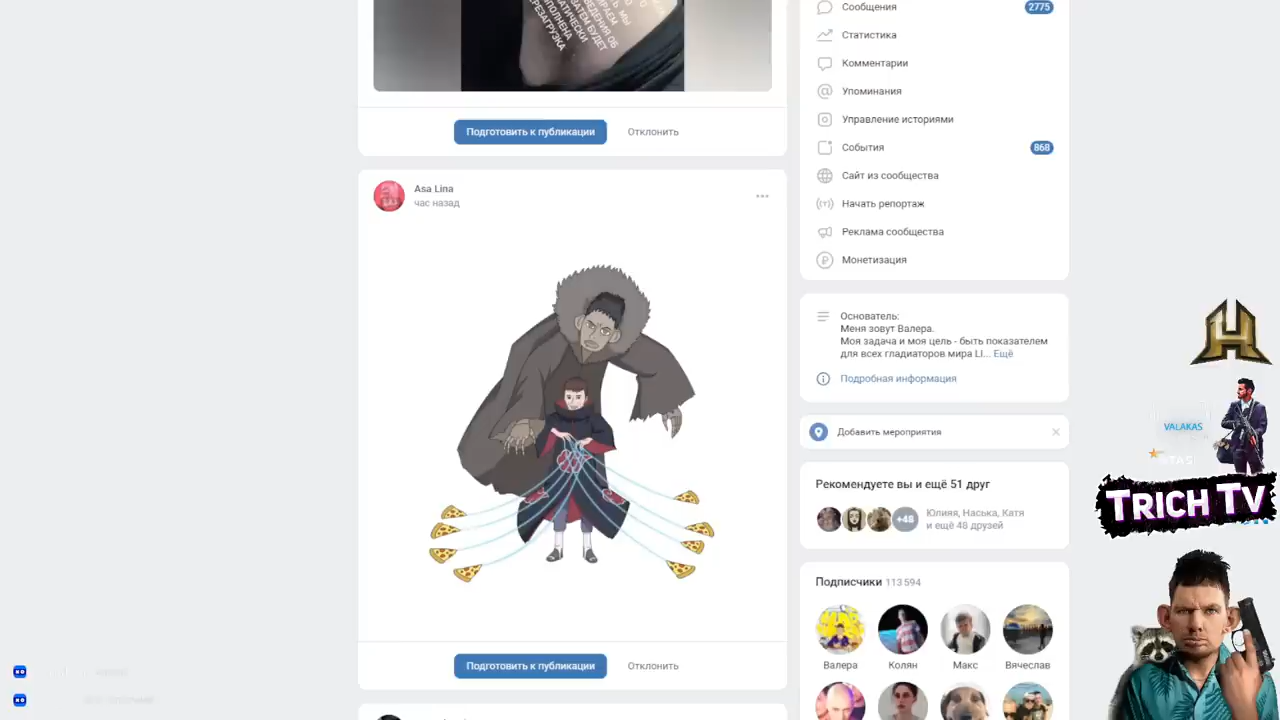 Подготовить к публикации
Отклонить
Asa Lina
час назад
Подготовить к публикации
Отклонить
Сообщения 2775
Статистика
Комментарии
Упоминания
Управление историями
События 868
Сайт из сообщества
Начать репортаж
Реклама сообщества
Монетизация
Основатель:
Меня зовут Валера.
Моя задача и моя цель - быть показателем
для всех гладиаторов мира LI... Ещё
Подробная информация
Добавить мероприятия
Рекомендуете вы и ещё 51 друг
+48
Юлияя, Наська, Катя
и ещё 48 друзей
Подписчики 113 594
Валера
Колян
Макс
Вячеслав
VALAKAS
TRICH TV